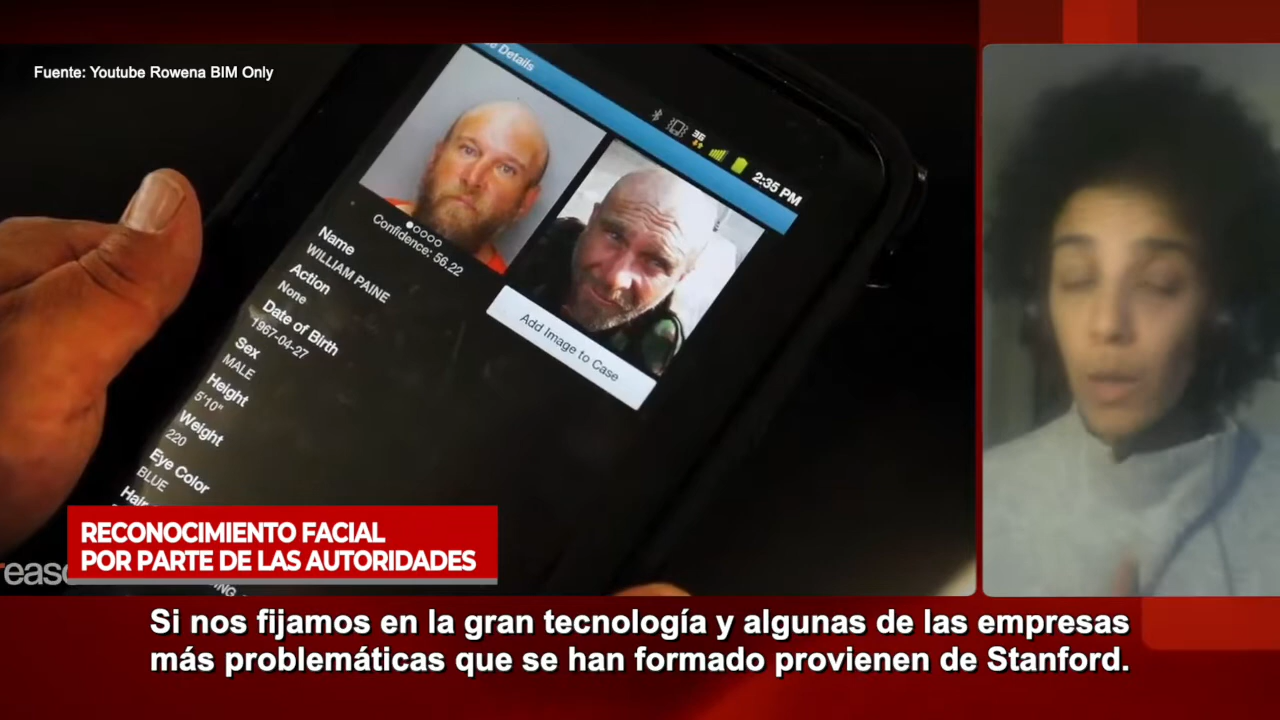 Fuente: Youtube Rowena BIM Only
Details
3G
2:35 PM
Confidence: 56.22
Add Image to Case
Name
WILLIAM PAINE
Action
None
Date of Birth
1967-04-27
Sex
MALE
Height
5'10"
Weight
220
Eye Color
BLUE
Hair
RECONOCIMIENTO FACIAL
POR PARTE DE LAS AUTORIDADES
Si nos fijamos en la gran tecnología y algunas de las empresas
más problemáticas que se han formado provienen de Stanford.